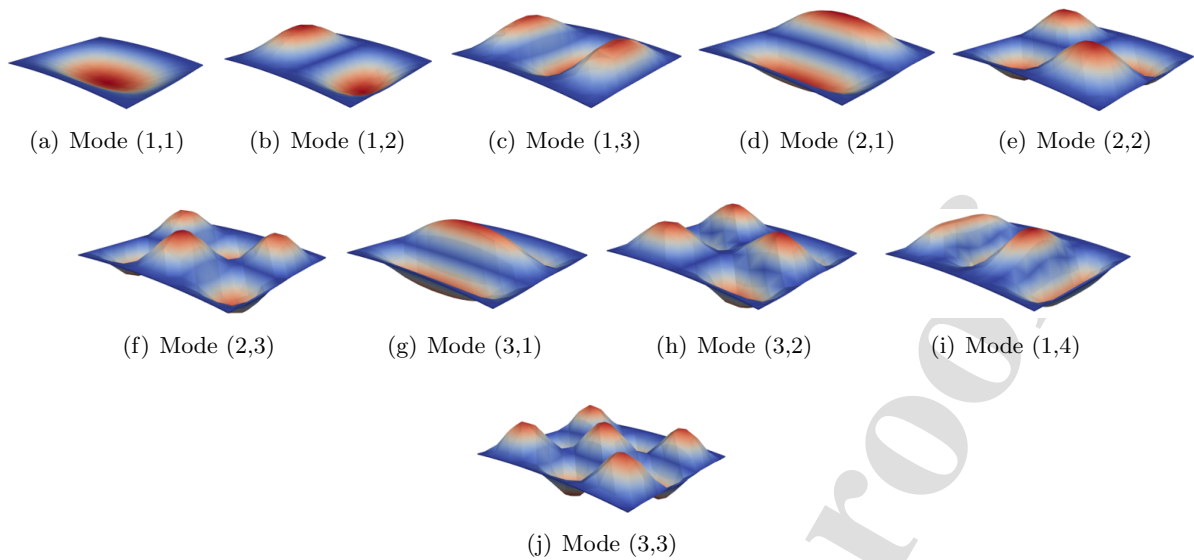 (a) Mode (1,1) (b) Mode (1,2) (c) Mode (1,3) (d) Mode (2,1) (e) Mode (2,2)
(f) Mode (2,3) (g) Mode (3,1) (h) Mode (3,2) (i) Mode (1,4)
(j) Mode (3,3)
roo